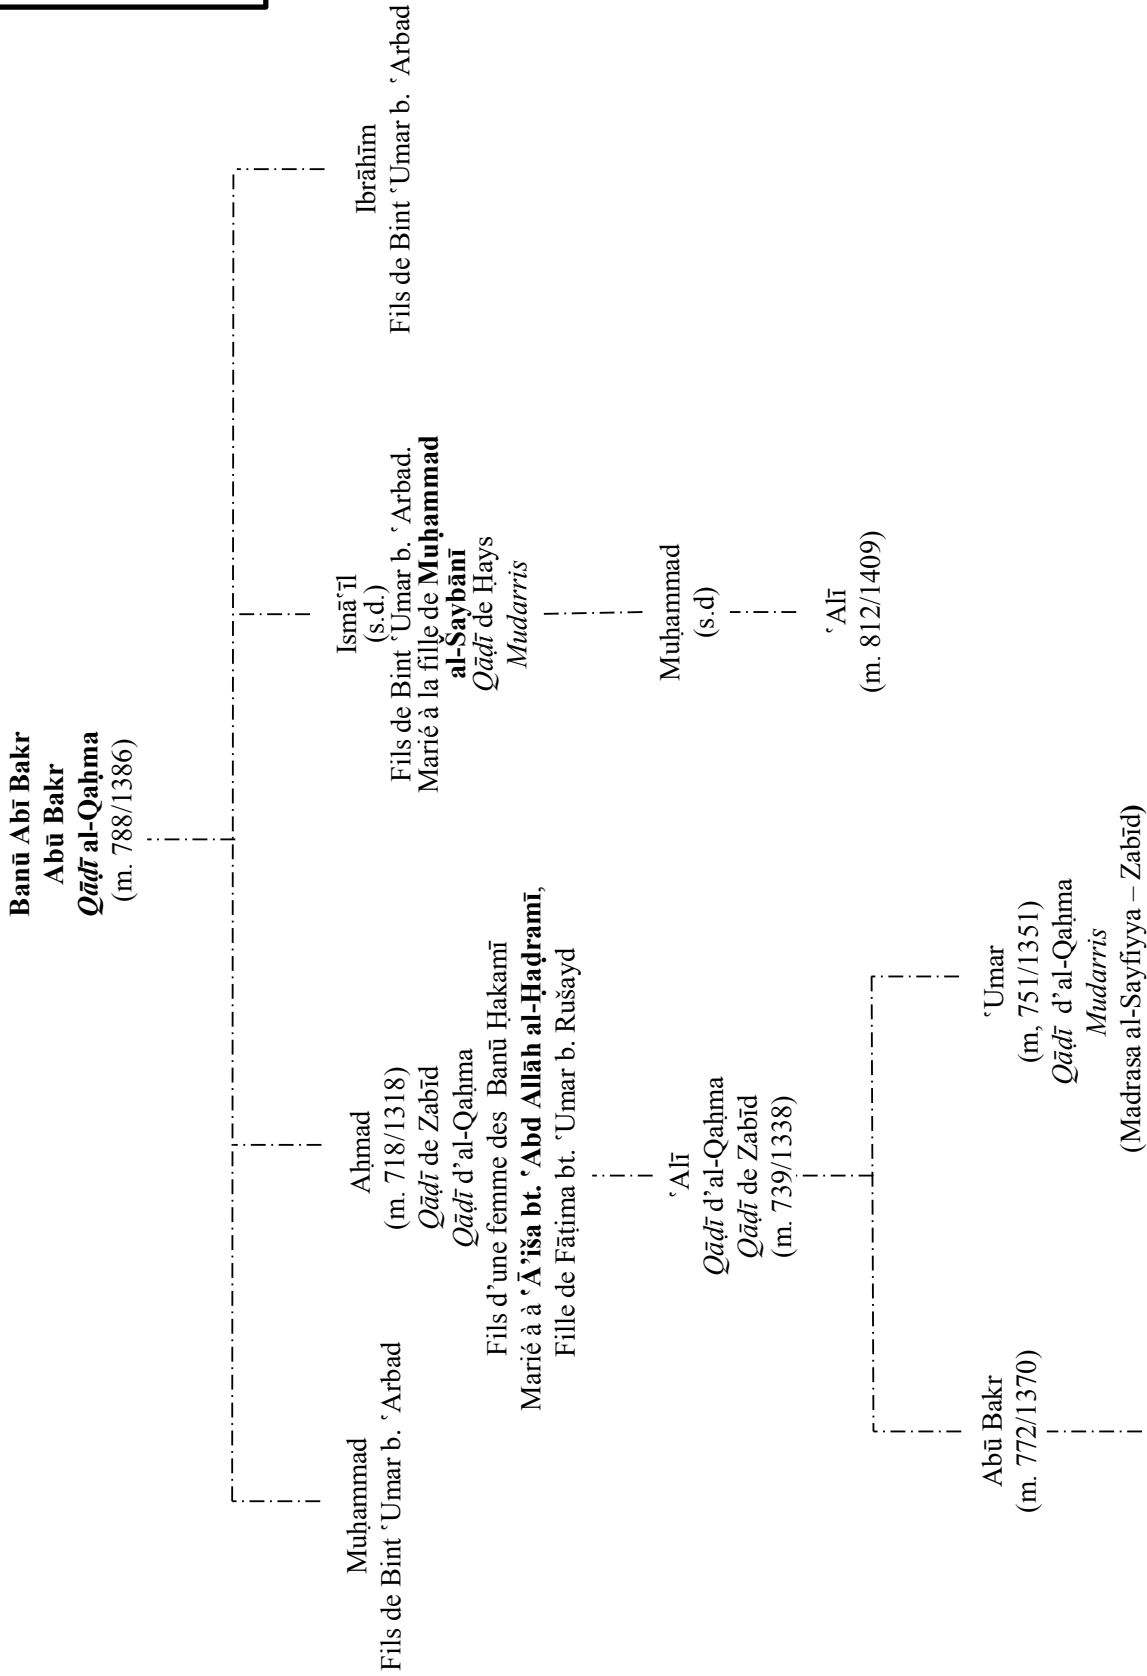 Banū Abī Bakr
Abū Bakr
Qāḍī al-Qaḥma
(m. 788/1386)
Muḥammad
Fils de Bint ʿUmar b. ʿArbad
Aḥmad
(m. 718/1318)
Qāḍī de Zabīd
Qāḍī d’al-Qaḥma
Fils d’une femme des Banū Ḥakamī
Marié à à ʿĀ’iša bt. ʿAbd Allāh al-Ḥaḍramī,
Fille de Fāṭima bt. ʿUmar b. Rušayd
Ismāʿīl
(s.d.)
Fils de Bint ʿUmar b. ʿArbad.
Marié à la fille de Muḥammad
al-Šaybānī
Qāḍī de Ḥays
Mudarris
Ibrāhīm
Fils de Bint ʿUmar b. ʿArbad
ʿAlī
Qāḍī d’al-Qaḥma
Qāḍī de Zabīd
(m. 739/1338)
Muḥammad
(s.d)
ʿAlī
(m. 812/1409)
Abū Bakr
(m. 772/1370)
ʿUmar
(m, 751/1351)
Qāḍī d’al-Qaḥma
Mudarris
(Madrasa al-Sayfiyya – Zabīd)